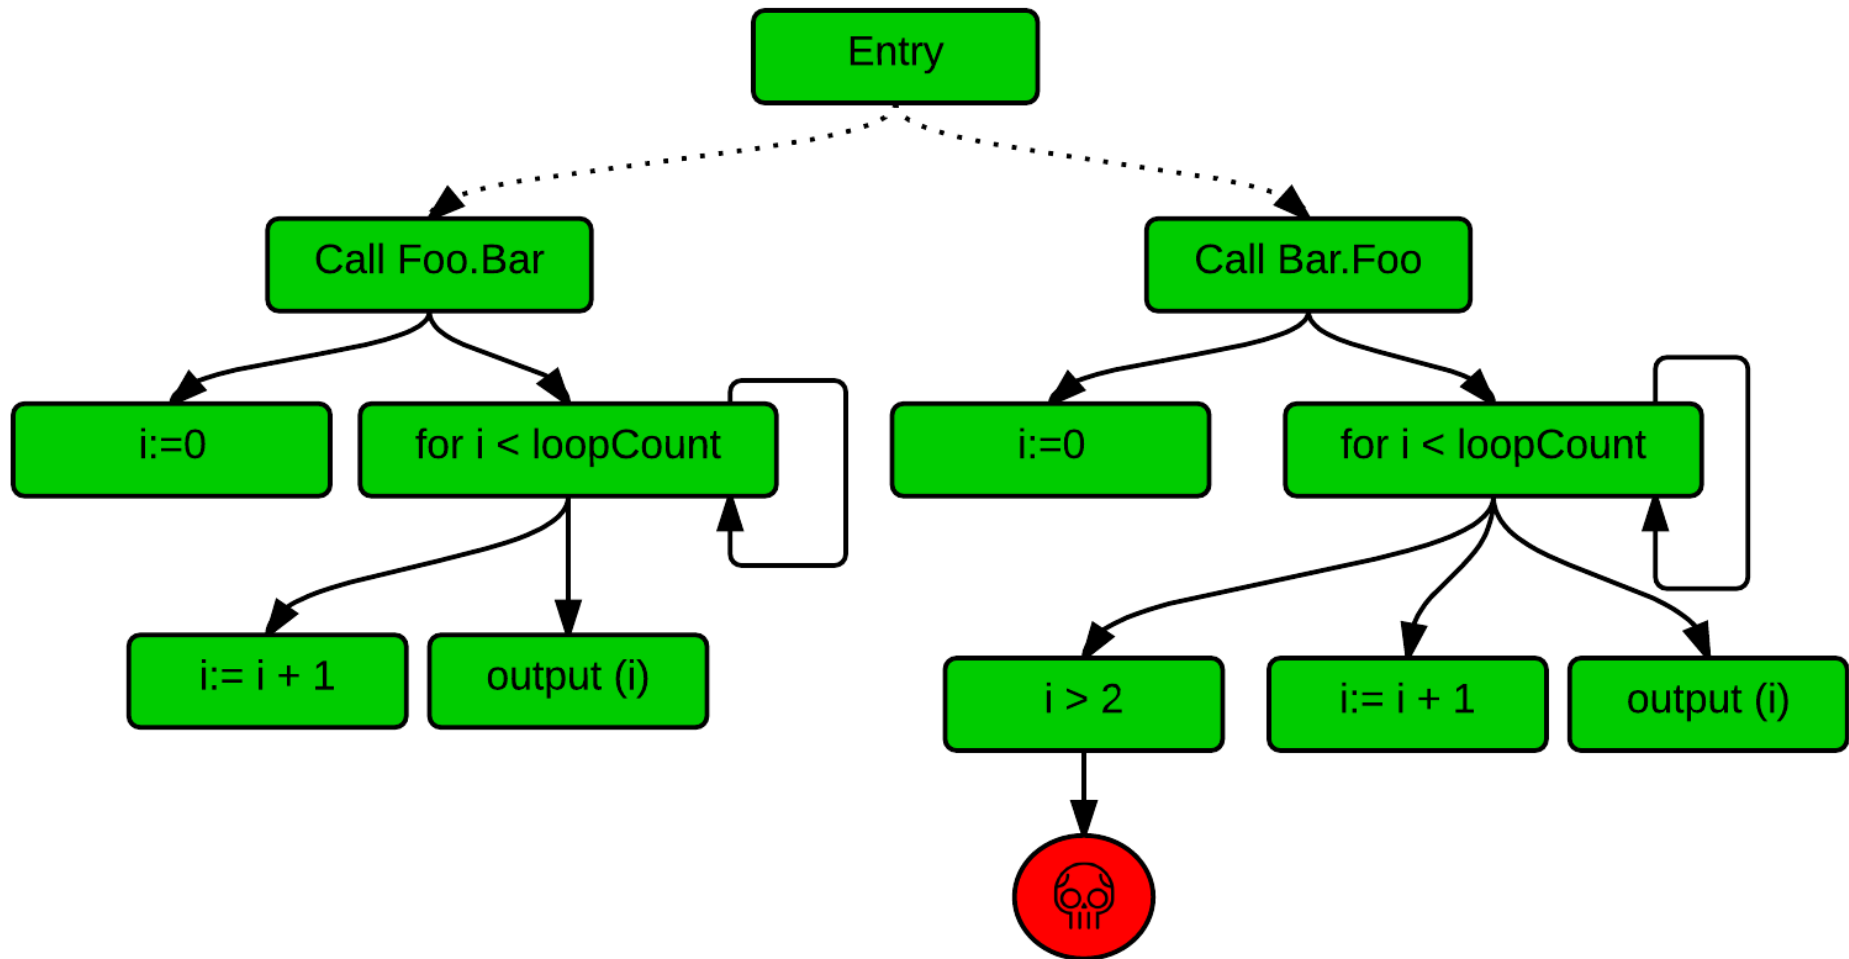 Entry
Call Foo.Bar
Call Bar.Foo
i:=0
for i < loopCount
i:=0
for i < loopCount
i:= i + 1
output (i)
i > 2
i:= i + 1
output (i)